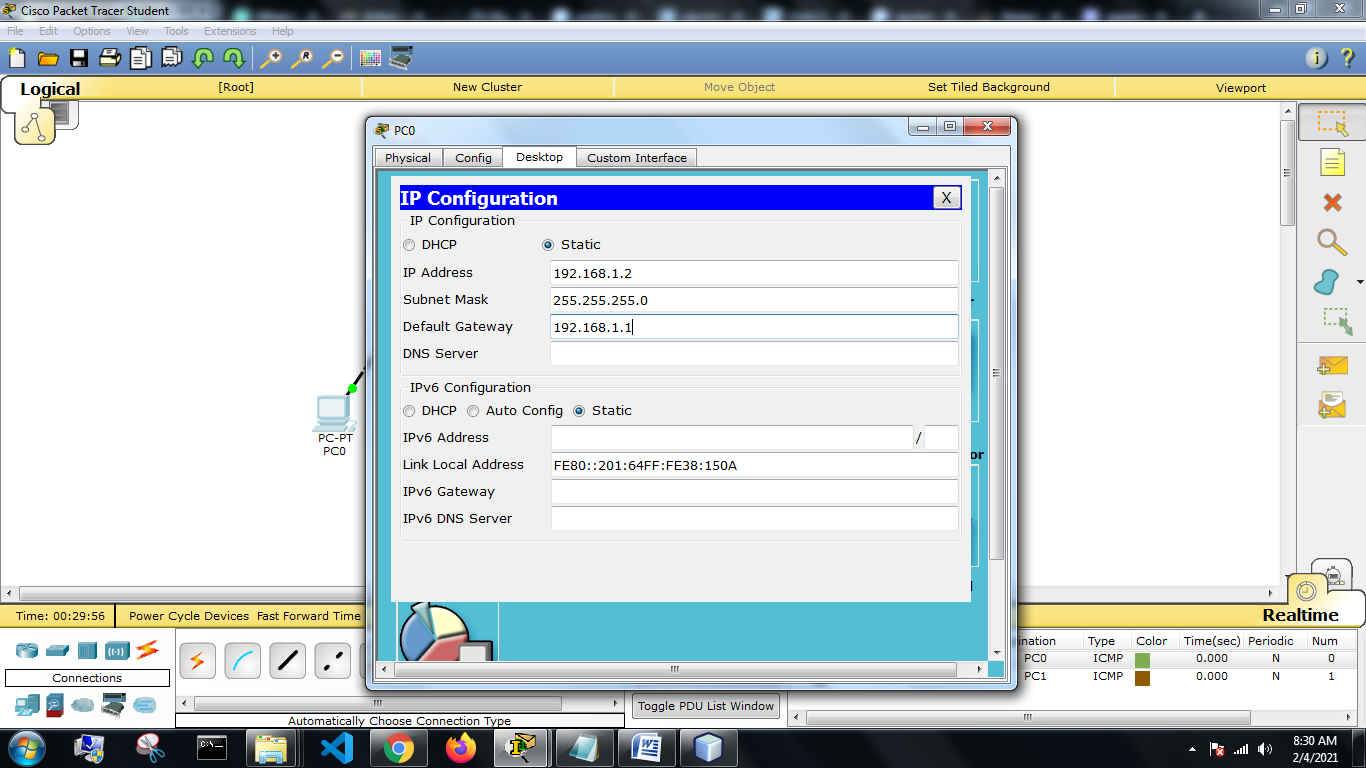 Cisco Packet Tracer Student
File Edit Options View Tools Extensions Help
Logical [Root] New Cluster Move Object Set Tiled Background Viewport
PC0
Physical Config Desktop Custom Interface
IP Configuration X
IP Configuration
DHCP Static
IP Address 192.168.1.2
Subnet Mask 255.255.255.0
Default Gateway 192.168.1.1
DNS Server
IPv6 Configuration
DHCP Auto Config Static
IPv6 Address /
Link Local Address FE80::201:64FF:FE38:150A
IPv6 Gateway
IPv6 DNS Server
PC-PT
PC0
Time: 00:29:56 Power Cycle Devices Fast Forward Time Realtime
Connections
Automatically Choose Connection Type
Toggle PDU List Window
ination Type Color Time(sec) Periodic Num
PC0 ICMP 0.000 N 0
PC1 ICMP 0.000 N 1
8:30 AM
2/4/2021